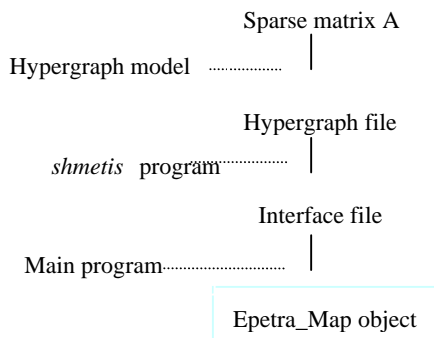 Sparse matrix A
Hypergraph model
Hypergraph file
shmetis program
Interface file
Main program
Epetra_Map object